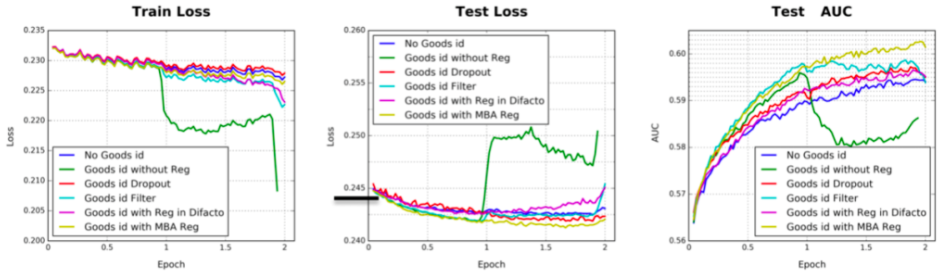 Train Loss
0.235
0.230
0.225
0.220
0.215
0.210
0.205
0.200
Loss
No Goods id
Goods id without Reg
Goods id Dropout
Goods id Filter
Goods id with Reg in Difacto
Goods id with MBA Reg
0 0.5 1 1.5 2
Epoch
Test Loss
0.260
0.255
0.250
0.245
0.240
Loss
No Goods id
Goods id without Reg
Goods id Dropout
Goods id Filter
Goods id with Reg in Difacto
Goods id with MBA Reg
0 0.5 1 1.5 2
Epoch
Test AUC
0.60
0.59
0.58
0.57
0.56
AUC
No Goods id
Goods id without Reg
Goods id Dropout
Goods id Filter
Goods id with Reg in Difacto
Goods id with MBA Reg
0 0.5 1 1.5 2
Epoch